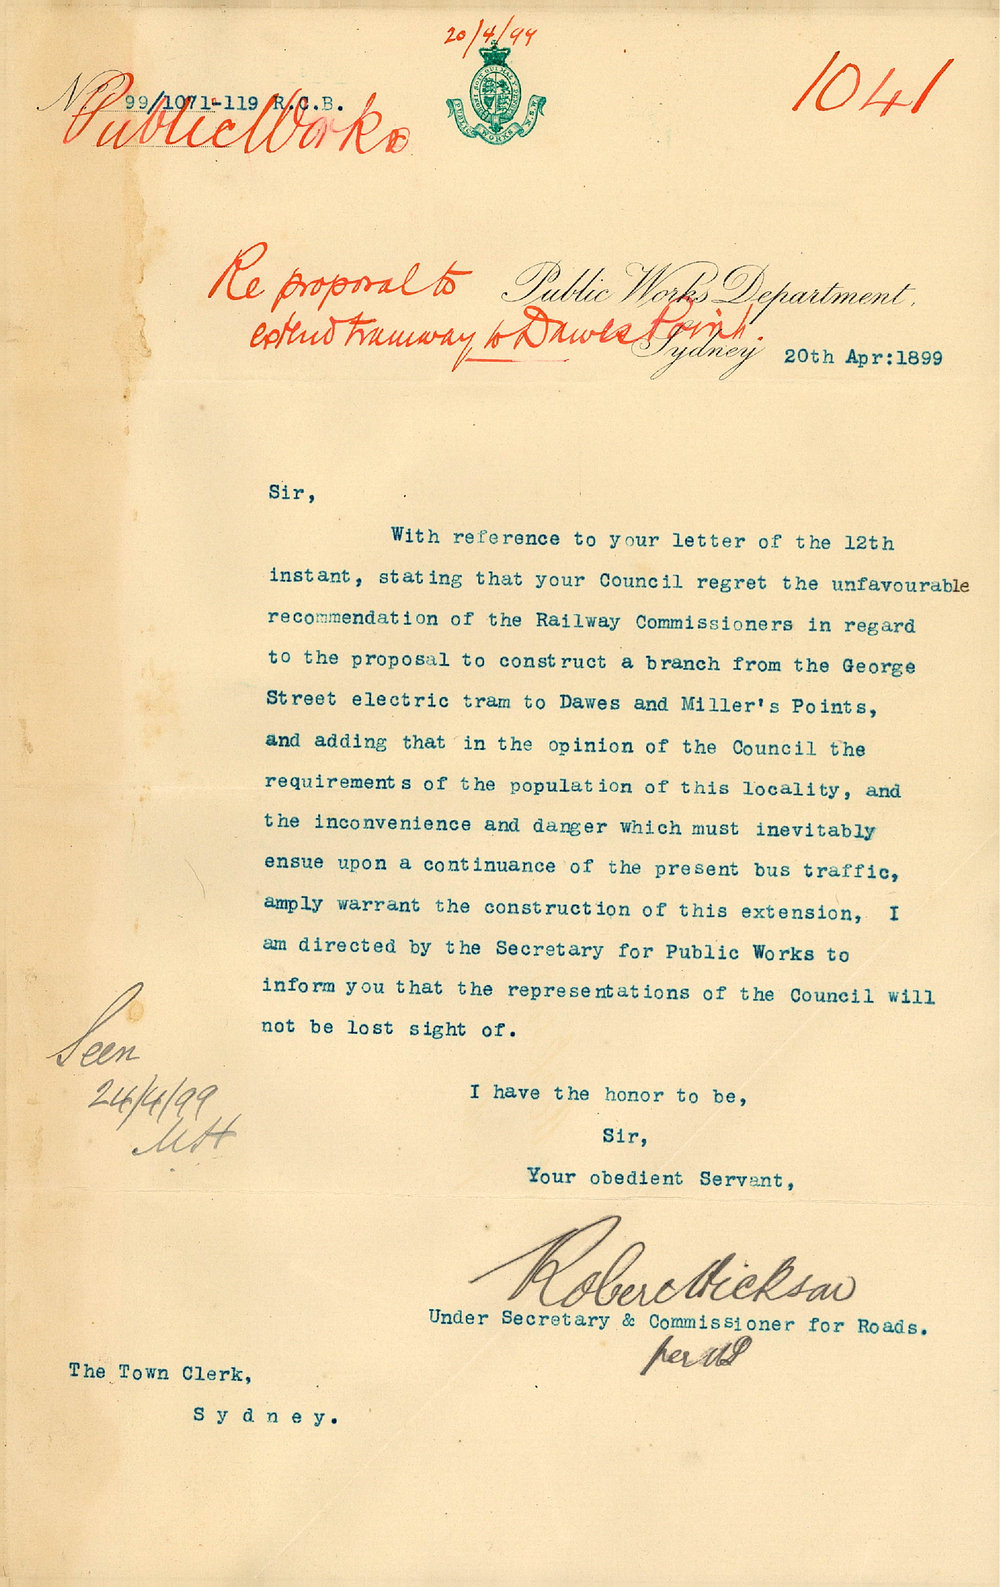 20/4/99
1041
No. 99/1071-119 R.C.B.
Public Works
PUBLIC WORKS N.S.W.
Re proposal to
extend tramway to Dawes Point.
Public Works Department,
Sydney 20th Apr:1899
Sir,
With reference to your letter of the 12th
instant, stating that your Council regret the unfavourable
recommendation of the Railway Commissioners in regard
to the proposal to construct a branch from the George
Street electric tram to Dawes and Miller's Points,
and adding that in the opinion of the Council the
requirements of the population of this locality, and
the inconvenience and danger which must inevitably
ensue upon a continuance of the present bus traffic,
amply warrant the construction of this extension, I
am directed by the Secretary for Public Works to
inform you that the representations of the Council will
not be lost sight of.
Seen
24/4/99
I have the honor to be,
Sir,
Your obedient Servant,
Robert Hickson
Under Secretary & Commissioner for Roads.
per
The Town Clerk,
Sydney.